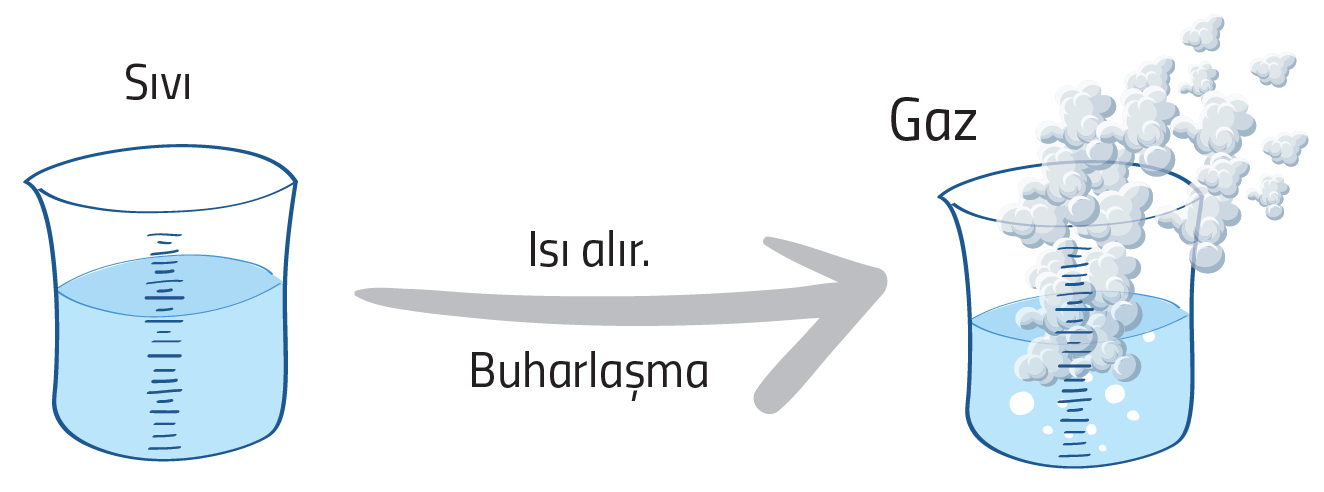 Sıvı
Isı alır.
Buharlaşma
Gaz